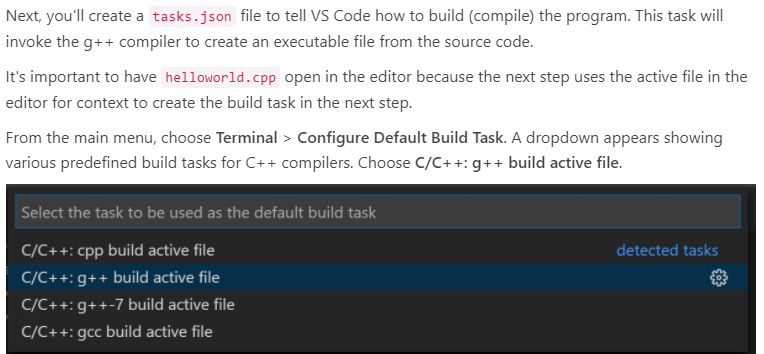 Next, you'll create a tasks.json file to tell VS Code how to build (compile) the program. This task will
invoke the g++ compiler to create an executable file from the source code.
It's important to have helloworld.cpp open in the editor because the next step uses the active file in the
editor for context to create the build task in the next step.
From the main menu, choose Terminal > Configure Default Build Task. A dropdown appears showing
various predefined build tasks for C++ compilers. Choose C/C++: g++ build active file.
Select the task to be used as the default build task
C/C++: cpp build active file detected tasks
C/C++: g++ build active file
C/C++: g++-7 build active file
C/C++: gcc build active file